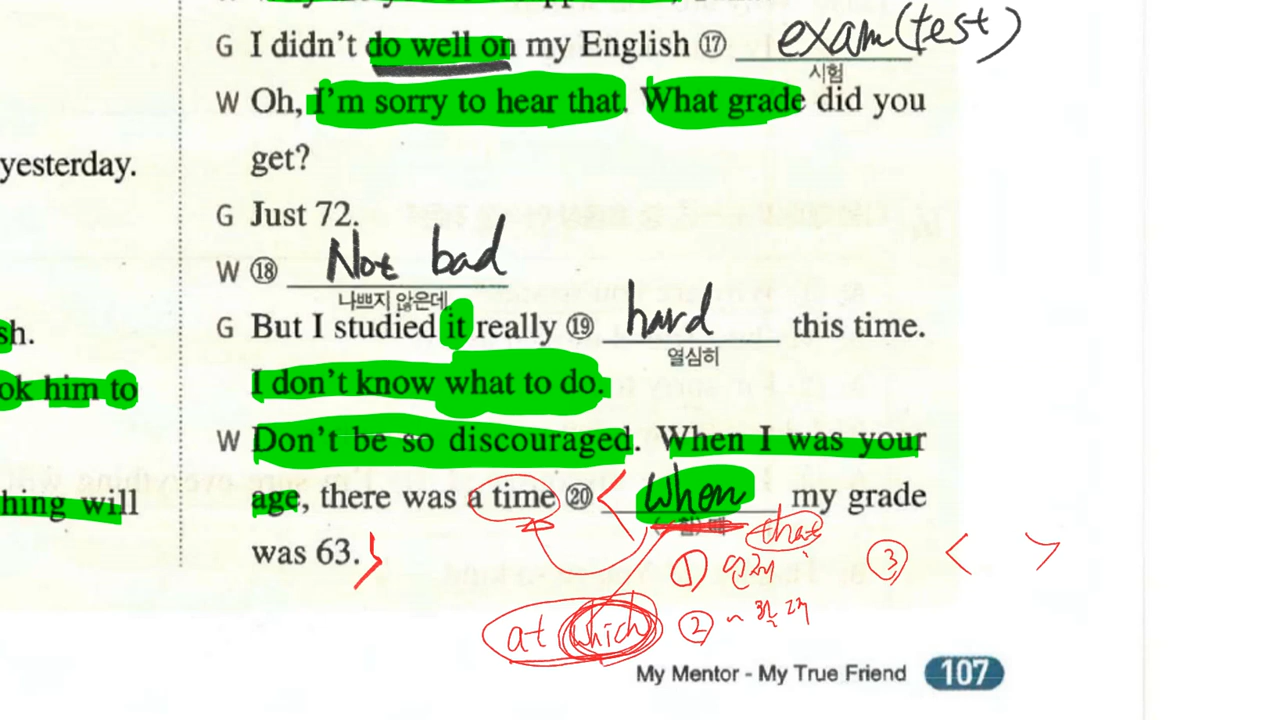 G I didn't do well on my English ⑰ exam(test).
시험
W Oh, I'm sorry to hear that. What grade did you
yesterday.
get?
G Just 72.
W ⑱ Not bad
나쁘지 않은데
sh.
G But I studied it really ⑲ hard this time.
열심히
ok him to
I don't know what to do.
W Don't be so discouraged. When I was your
hing will
age, there was a time ⑳ < when my grade
that
was 63. >
① 언제
③ < >
at which
② ~할 때
My Mentor - My True Friend 107